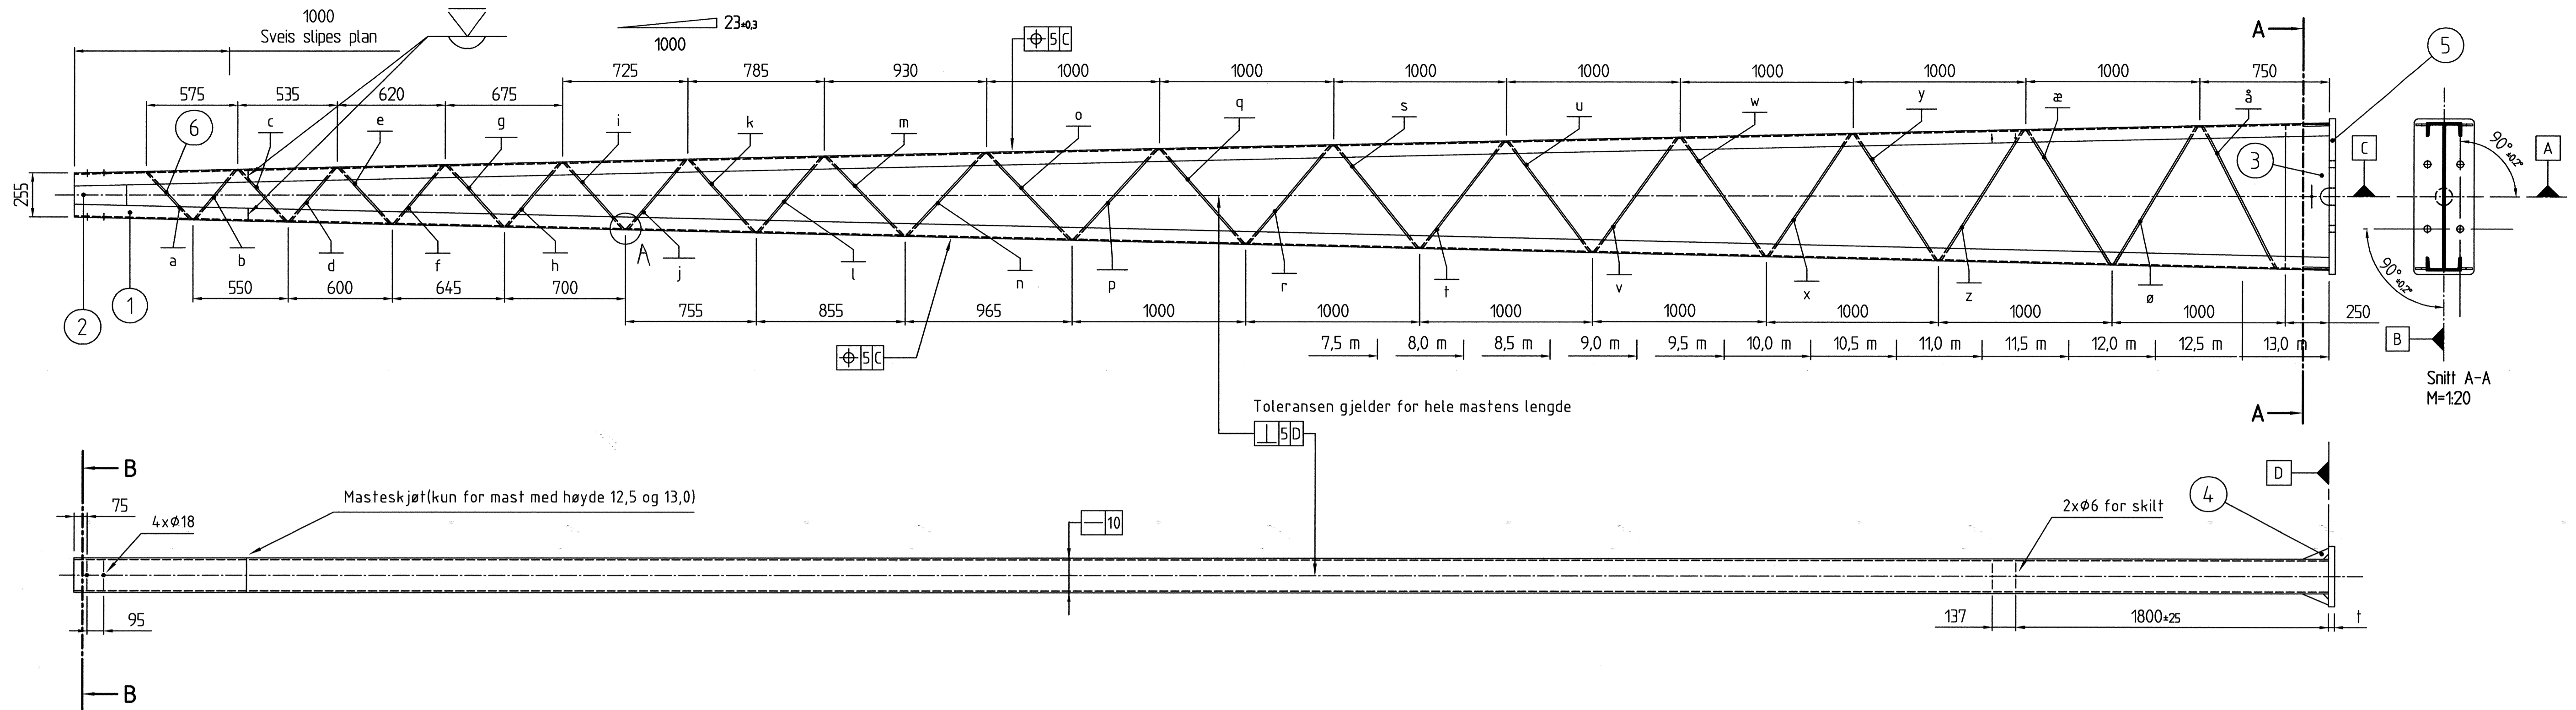 1000
Sveis slipes plan
23±0,3
1000
⌖ 5 C
A
5
725 785 930 1000 1000 1000 1000 1000 1000 1000 750
575 535 620 675
6
c e g i k m o q s u w y æ å
255
3
C
90° ±0,2°
A
a b d f h A j l n p r t v x z ø
2
1
550 600 645 700
755 855 965 1000 1000 1000 1000 1000 1000 1000 250
90° ±0,2°
B
⌖ 5 C
7,5 m 8,0 m 8,5 m 9,0 m 9,5 m 10,0 m 10,5 m 11,0 m 11,5 m 12,0 m 12,5 m 13,0 m
Snitt A-A
M=1:20
Toleransen gjelder for hele mastens lengde
A
⊥ 5 D
B
D
75
Masteskjøt(kun for mast med høyde 12,5 og 13,0)
4
4xØ18
— 10
2xØ6 for skilt
95
137
1800±25
t
B